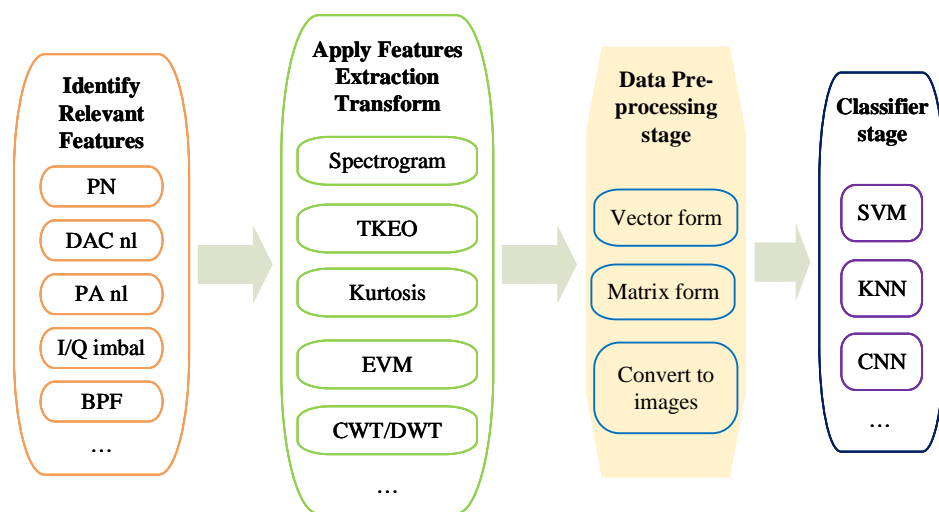 Identify
Relevant
Features
PN
DAC nl
PA nl
I/Q imbal
BPF
…
Apply Features
Extraction
Transform
Spectrogram
TKEO
Kurtosis
EVM
CWT/DWT
…
Data Pre-
processing
stage
Vector form
Matrix form
Convert to
images
Classifier
stage
SVM
KNN
CNN
…